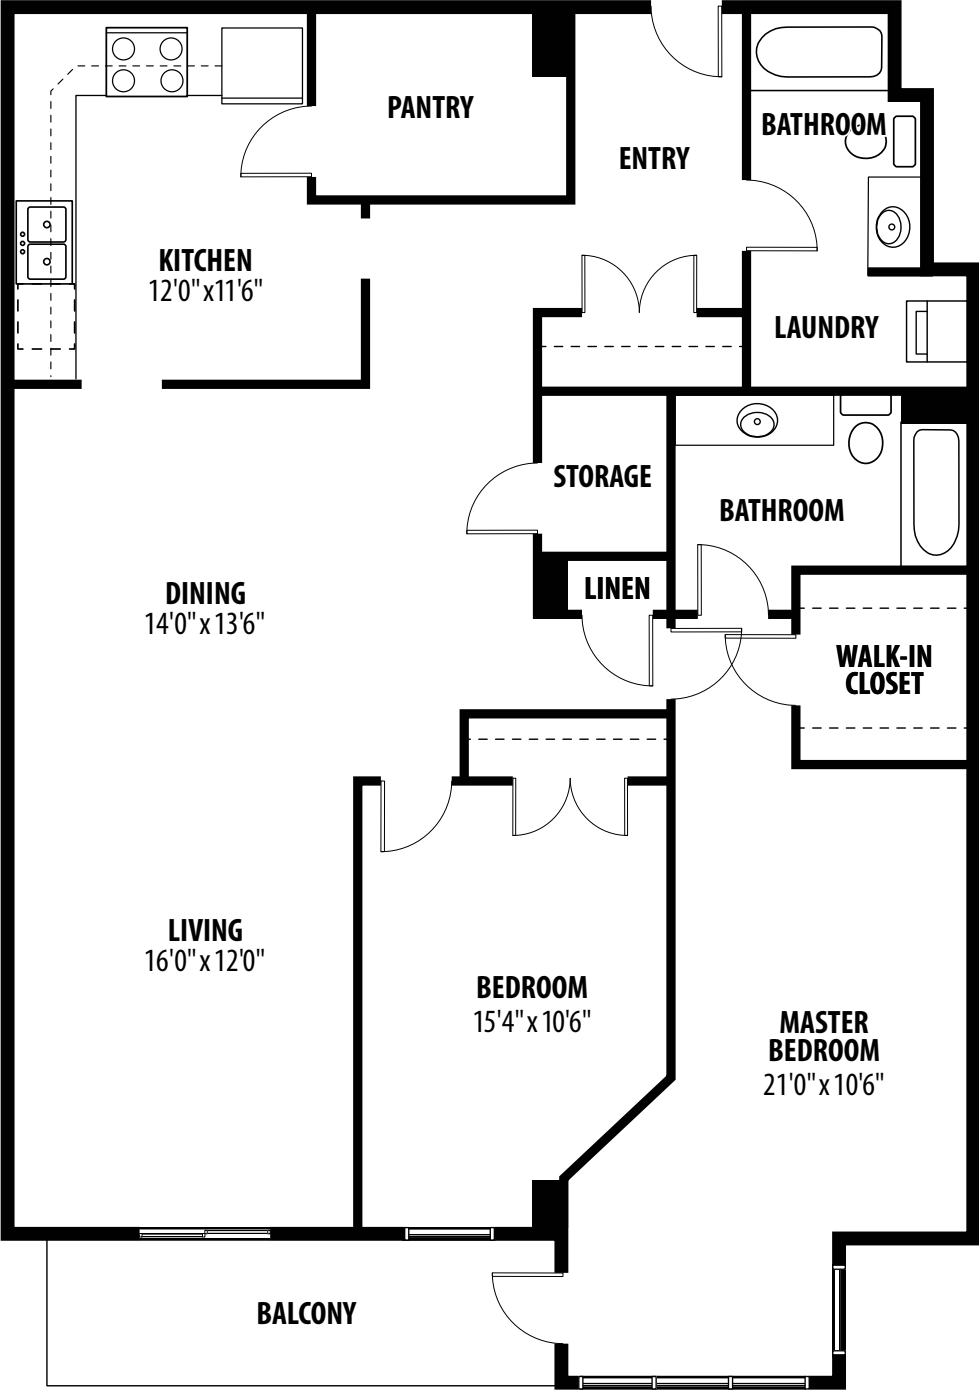 PANTRY
ENTRY
BATHROOM
KITCHEN
12'0" x 11'6"
LAUNDRY
STORAGE
BATHROOM
LINEN
DINING
14'0" x 13'6"
WALK-IN
CLOSET
LIVING
16'0" x 12'0"
BEDROOM
15'4" x 10'6"
MASTER
BEDROOM
21'0" x 10'6"
BALCONY